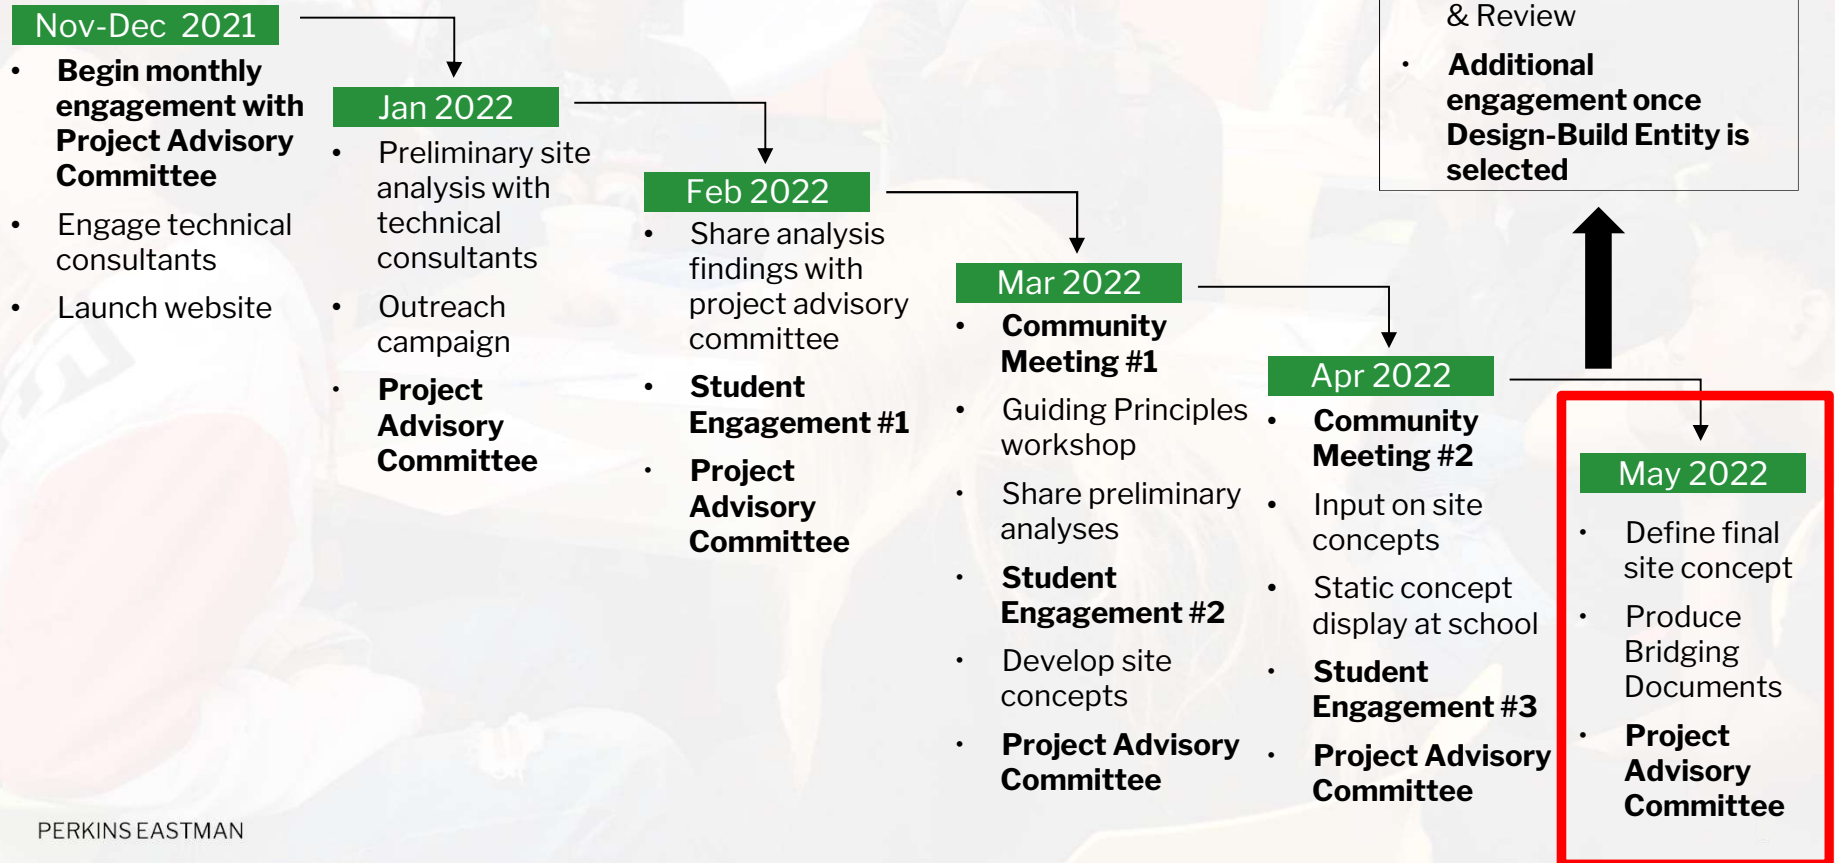 Nov-Dec 2021
• Begin monthly
engagement with
Project Advisory
Committee
• Engage technical
consultants
• Launch website
Jan 2022
• Preliminary site
analysis with
technical
consultants
• Outreach
campaign
• Project
Advisory
Committee
Feb 2022
• Share analysis
findings with
project advisory
committee
• Student
Engagement #1
• Project
Advisory
Committee
Mar 2022
• Community
Meeting #1
• Guiding Principles
workshop
• Share preliminary
analyses
• Student
Engagement #2
• Develop site
concepts
• Project Advisory
Committee
Apr 2022
• Community
Meeting #2
• Input on site
concepts
• Static concept
display at school
• Student
Engagement #3
• Project Advisory
Committee
May 2022
• Define final
site concept
• Produce
Bridging
Documents
• Project
Advisory
Committee
& Review
• Additional
engagement once
Design-Build Entity is
selected
PERKINS EASTMAN